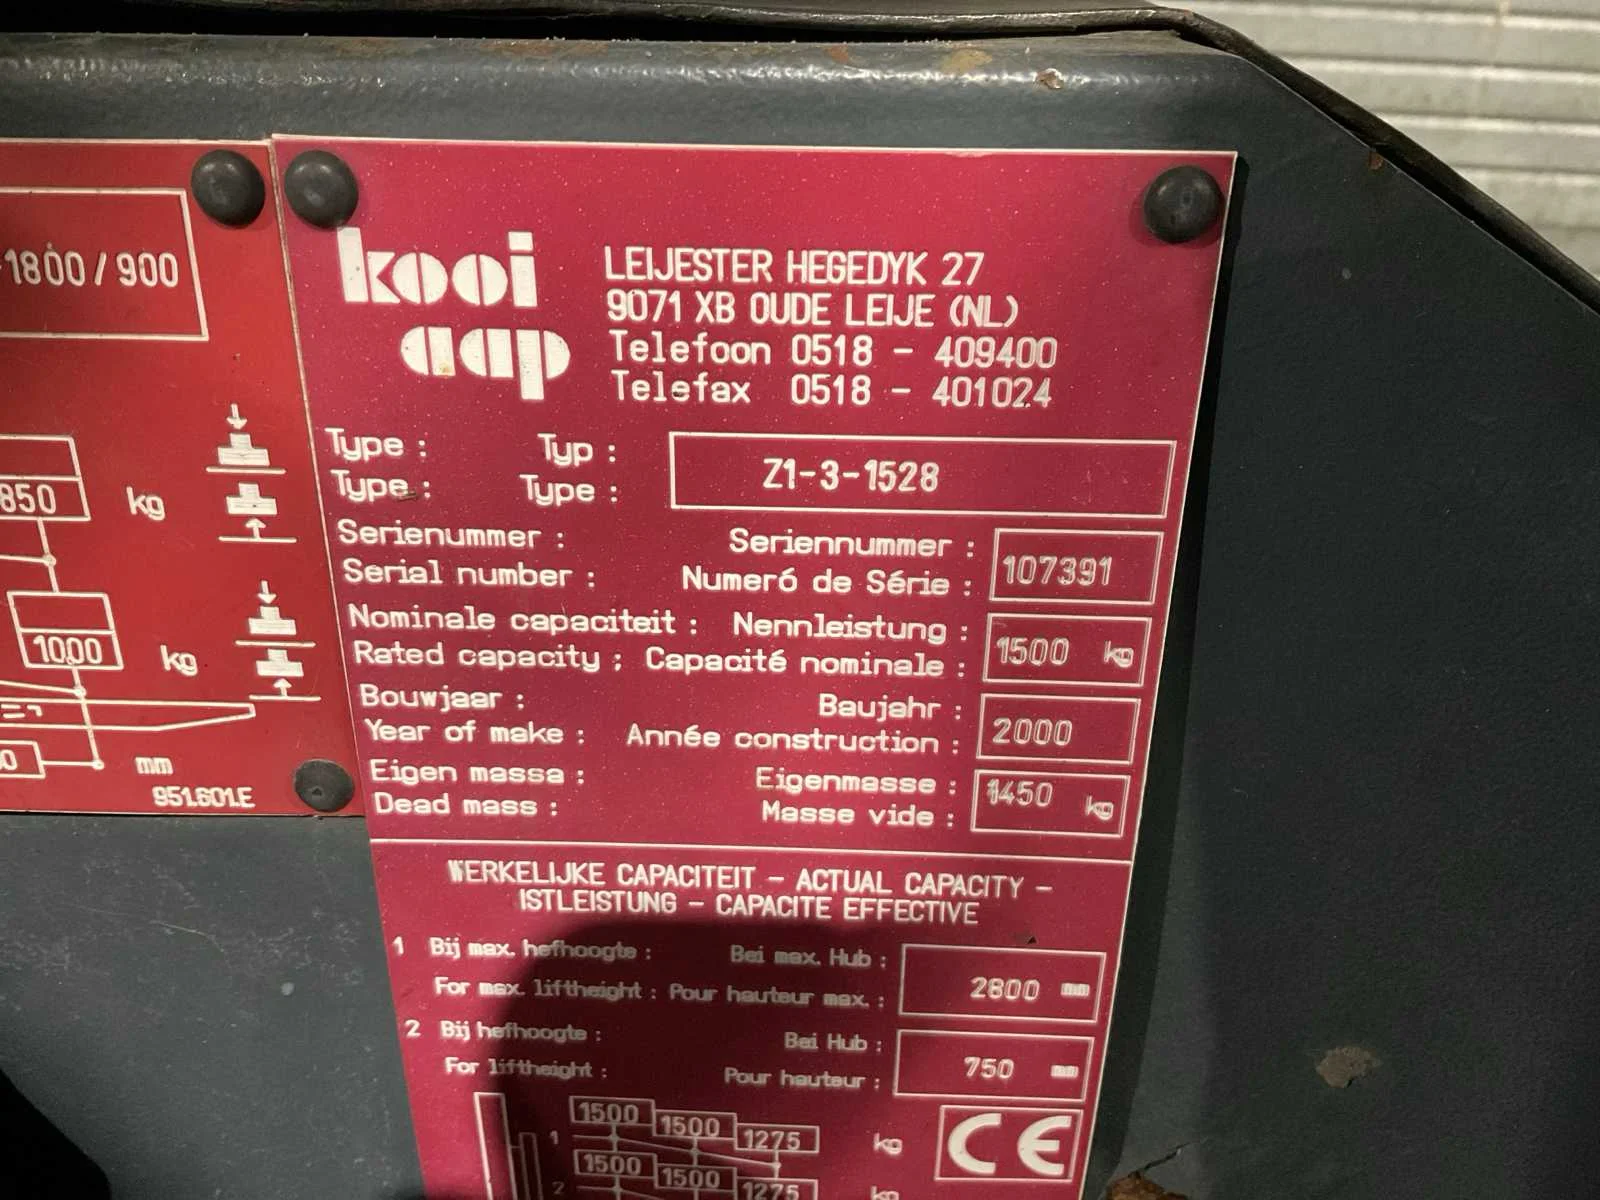 -1800/900
850 kg
1000 kg
mm
951.601.E
kooi
aap
LEIJESTER HEGEDYK 27
9071 XB OUDE LEIJE (NL)
Telefoon 0518 - 409400
Telefax 0518 - 401024
Type : Typ :
Type : Type :
Z1-3-1528
Serienummer : Seriennummer :
Serial number : Numeró de Série :
107391
Nominale capaciteit : Nennleistung :
Rated capacity : Capacité nominale :
1500 kg
Bouwjaar : Baujahr :
Year of make : Année construction :
2000
Eigen massa : Eigenmasse :
Dead mass : Masse vide :
1450 kg
WERKELIJKE CAPACITEIT - ACTUAL CAPACITY -
ISTLEISTUNG - CAPACITE EFFECTIVE
1 Bij max. hefhoogte : Bei max. Hub :
For max. liftheight : Pour hauteur max. :
2800 mm
2 Bij hefhoogte : Bei Hub :
For liftheight : Pour hauteur :
750 mm
1 1500 1500 1275 kg
2 1500 1500 1275 kg
CE